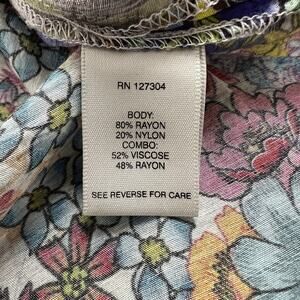 RN 127304
BODY:
80% RAYON
20% NYLON
COMBO:
52% VISCOSE
48% RAYON
SEE REVERSE FOR CARE